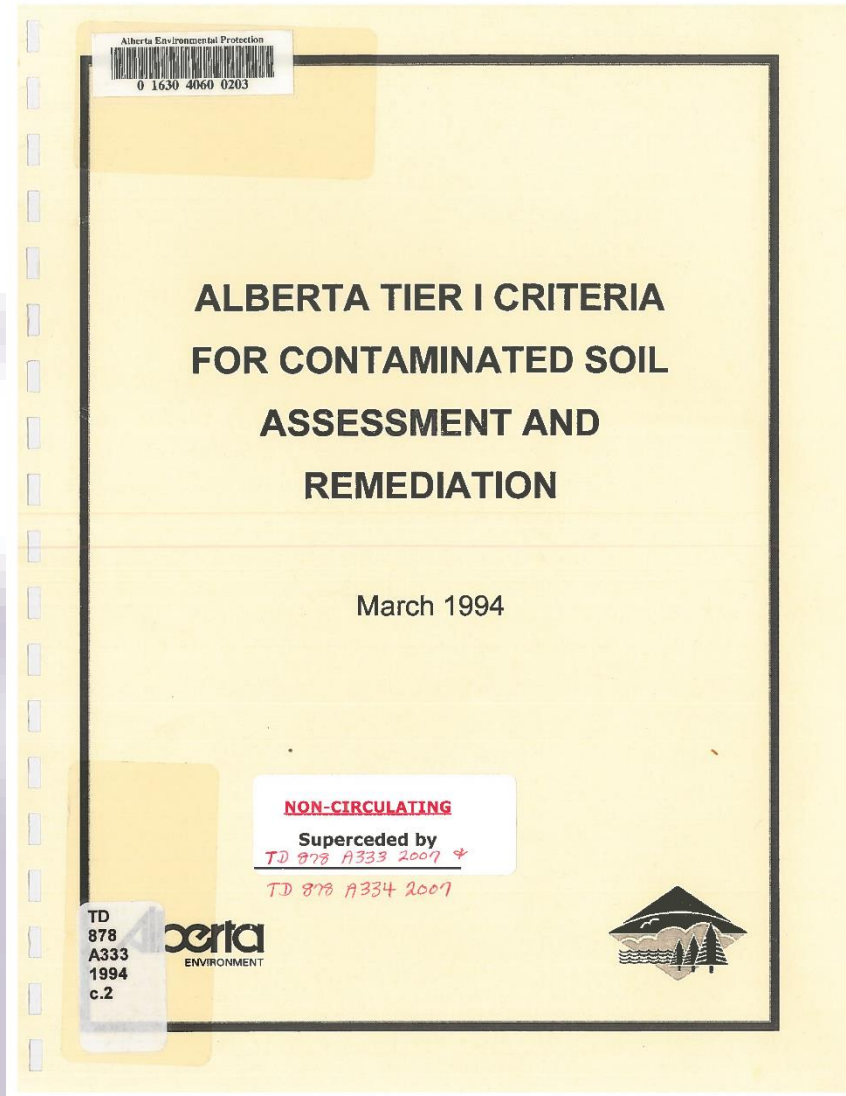 Alberta Environmental Protection
0 1630 4060 0203
ALBERTA TIER I CRITERIA
FOR CONTAMINATED SOIL
ASSESSMENT AND
REMEDIATION
March 1994
NON-CIRCULATING
Superceded by
TD 878 A333 2007 &
TD 878 A334 2007
TD
878
A333
1994
c.2
Alberta
ENVIRONMENT